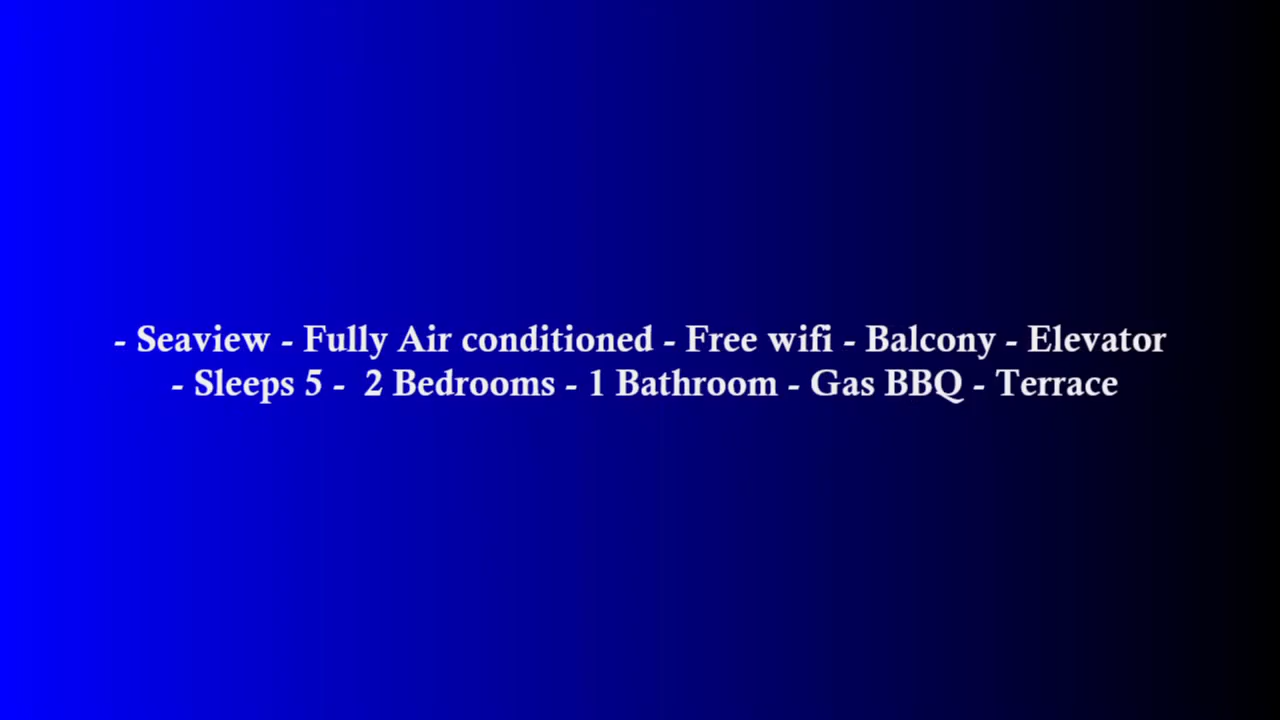 - Seaview - Fully Air conditioned - Free wifi - Balcony - Elevator
- Sleeps 5 -  2 Bedrooms - 1 Bathroom - Gas BBQ - Terrace